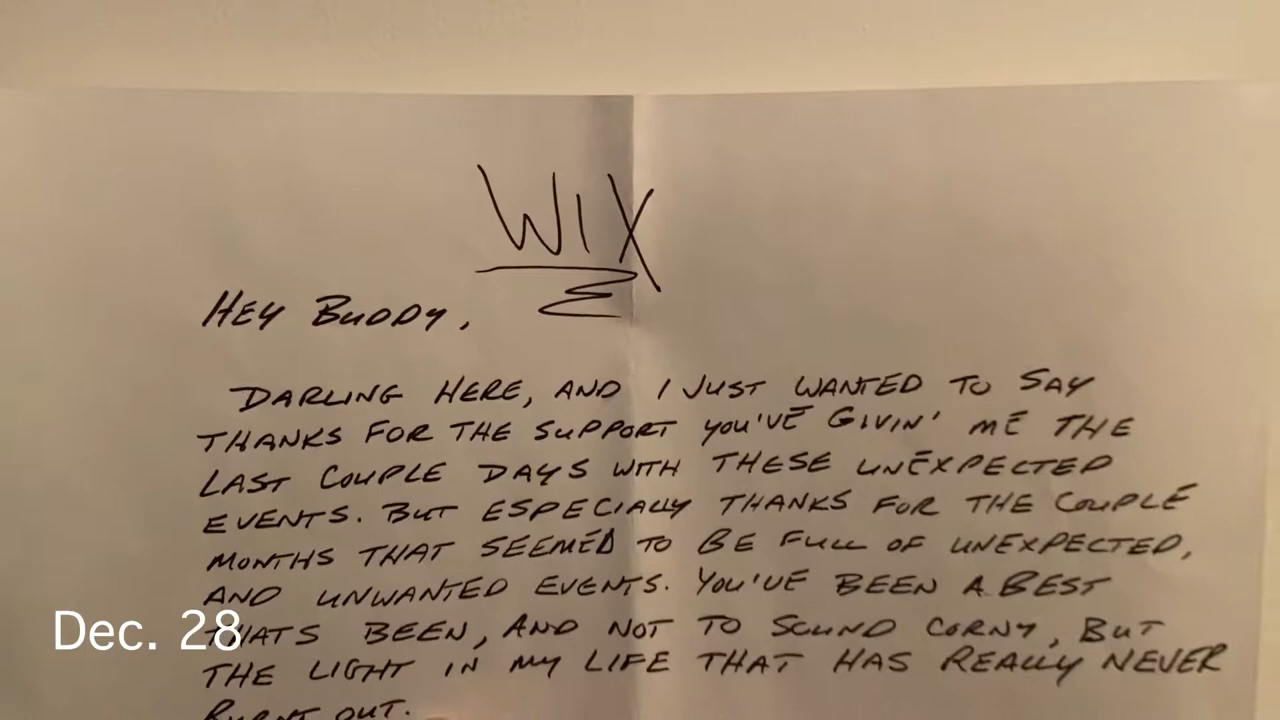 WIX
HEY BUDDY,
DARLING HERE, AND I JUST WANTED TO SAY
THANKS FOR THE SUPPORT YOU'VE GIVIN' ME THE
LAST COUPLE DAYS WITH THESE UNEXPECTED
EVENTS. BUT ESPECIALLY THANKS FOR THE COUPLE
MONTHS THAT SEEMED TO BE FULL OF UNEXPECTED,
AND UNWANTED EVENTS. YOU'VE BEEN A BEST
THATS BEEN, AND NOT TO SOUND CORNY, BUT
THE LIGHT IN MY LIFE THAT HAS REALLY NEVER
BURNT OUT.
Dec. 28